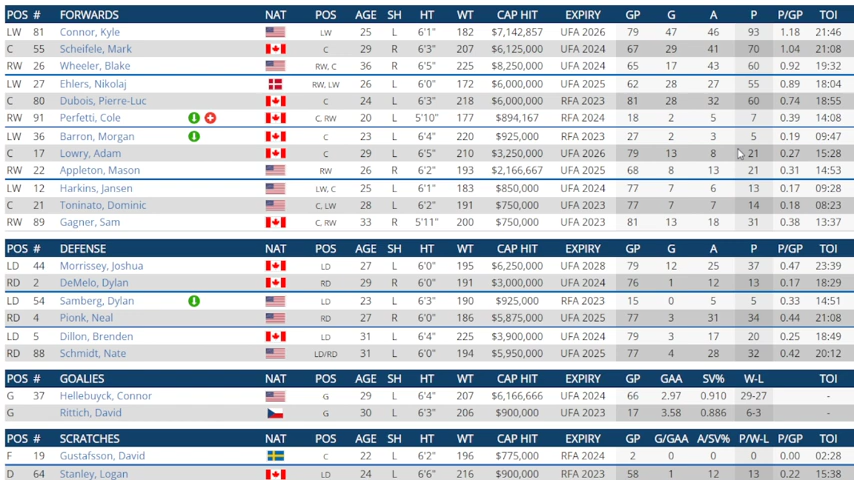 POS # FORWARDS NAT POS AGE SH HT WT CAP HIT EXPIRY GP G A P P/GP TOI
LW 81 Connor, Kyle LW 25 L 6'1" 182 $7,142,857 UFA 2026 79 47 46 93 1.18 21:46
C 55 Scheifele, Mark C 29 R 6'3" 207 $6,125,000 UFA 2024 67 29 41 70 1.04 21:08
RW 26 Wheeler, Blake RW, C 36 R 6'5" 225 $8,250,000 UFA 2024 65 17 43 60 0.92 19:32
LW 27 Ehlers, Nikolaj RW, LW 26 L 6'0" 172 $6,000,000 UFA 2025 62 28 27 55 0.89 18:04
C 80 Dubois, Pierre-Luc C 24 L 6'3" 218 $6,000,000 RFA 2023 81 28 32 60 0.74 18:55
RW 91 Perfetti, Cole C, RW 20 L 5'10" 177 $894,167 RFA 2024 18 2 5 7 0.39 14:08
LW 36 Barron, Morgan C 23 L 6'4" 220 $925,000 RFA 2023 27 2 3 5 0.19 09:47
C 17 Lowry, Adam C 29 L 6'5" 210 $3,250,000 UFA 2026 79 13 8 21 0.27 15:28
RW 22 Appleton, Mason RW 26 R 6'2" 193 $2,166,667 UFA 2025 68 8 13 21 0.31 14:53
LW 12 Harkins, Jansen LW, C 25 L 6'1" 183 $850,000 RFA 2024 77 7 6 13 0.17 09:28
C 21 Toninato, Dominic C, LW 28 L 6'2" 191 $750,000 UFA 2023 77 7 7 14 0.18 08:23
RW 89 Gagner, Sam C, RW 33 R 5'11" 200 $750,000 UFA 2023 81 13 18 31 0.38 13:37
POS # DEFENSE NAT POS AGE SH HT WT CAP HIT EXPIRY GP G A P P/GP TOI
LD 44 Morrissey, Joshua LD 27 L 6'0" 195 $6,250,000 UFA 2028 79 12 25 37 0.47 23:39
RD 2 DeMelo, Dylan RD 29 R 6'0" 191 $3,000,000 UFA 2024 76 1 12 13 0.17 18:29
LD 54 Samberg, Dylan LD 23 L 6'3" 190 $925,000 RFA 2023 15 0 5 5 0.33 14:51
RD 4 Pionk, Neal RD 27 R 6'0" 186 $5,875,000 UFA 2025 77 3 31 34 0.44 21:08
LD 5 Dillon, Brenden LD 31 L 6'4" 225 $3,900,000 UFA 2024 79 3 17 20 0.25 18:49
RD 88 Schmidt, Nate LD/RD 31 L 6'0" 194 $5,950,000 UFA 2025 77 4 28 32 0.42 20:12
POS # GOALIES NAT POS AGE SH HT WT CAP HIT EXPIRY GP GAA SV% W-L TOI
G 37 Hellebuyck, Connor G 29 L 6'4" 207 $6,166,666 UFA 2024 66 2.97 0.910 29-27 -
G Rittich, David G 30 L 6'3" 206 $900,000 UFA 2023 17 3.58 0.886 6-3 -
POS # SCRATCHES NAT POS AGE SH HT WT CAP HIT EXPIRY GP G/GAA A/SV% P/W-L P/GP TOI
F 19 Gustafsson, David C 22 L 6'2" 196 $775,000 RFA 2024 2 0 0 0 0.00 02:28
D 64 Stanley, Logan LD 24 L 6'6" 216 $900,000 RFA 2023 58 1 12 13 0.22 15:38